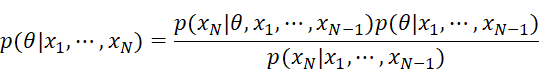 p(θ|x₁,⋯,x_N) = p(x_N|θ,x₁,⋯,x_{N−1})p(θ|x₁,⋯,x_{N−1}) / p(x_N|x₁,⋯,x_{N−1})